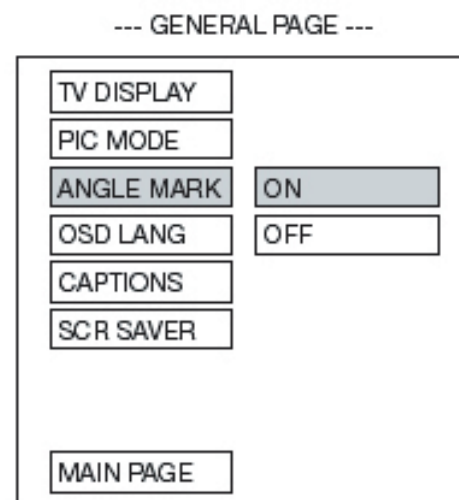 --- GENERAL PAGE ---
TV DISPLAY
PIC MODE
ANGLE MARK ON
OSD LANG OFF
CAPTIONS
SCR SAVER
MAIN PAGE